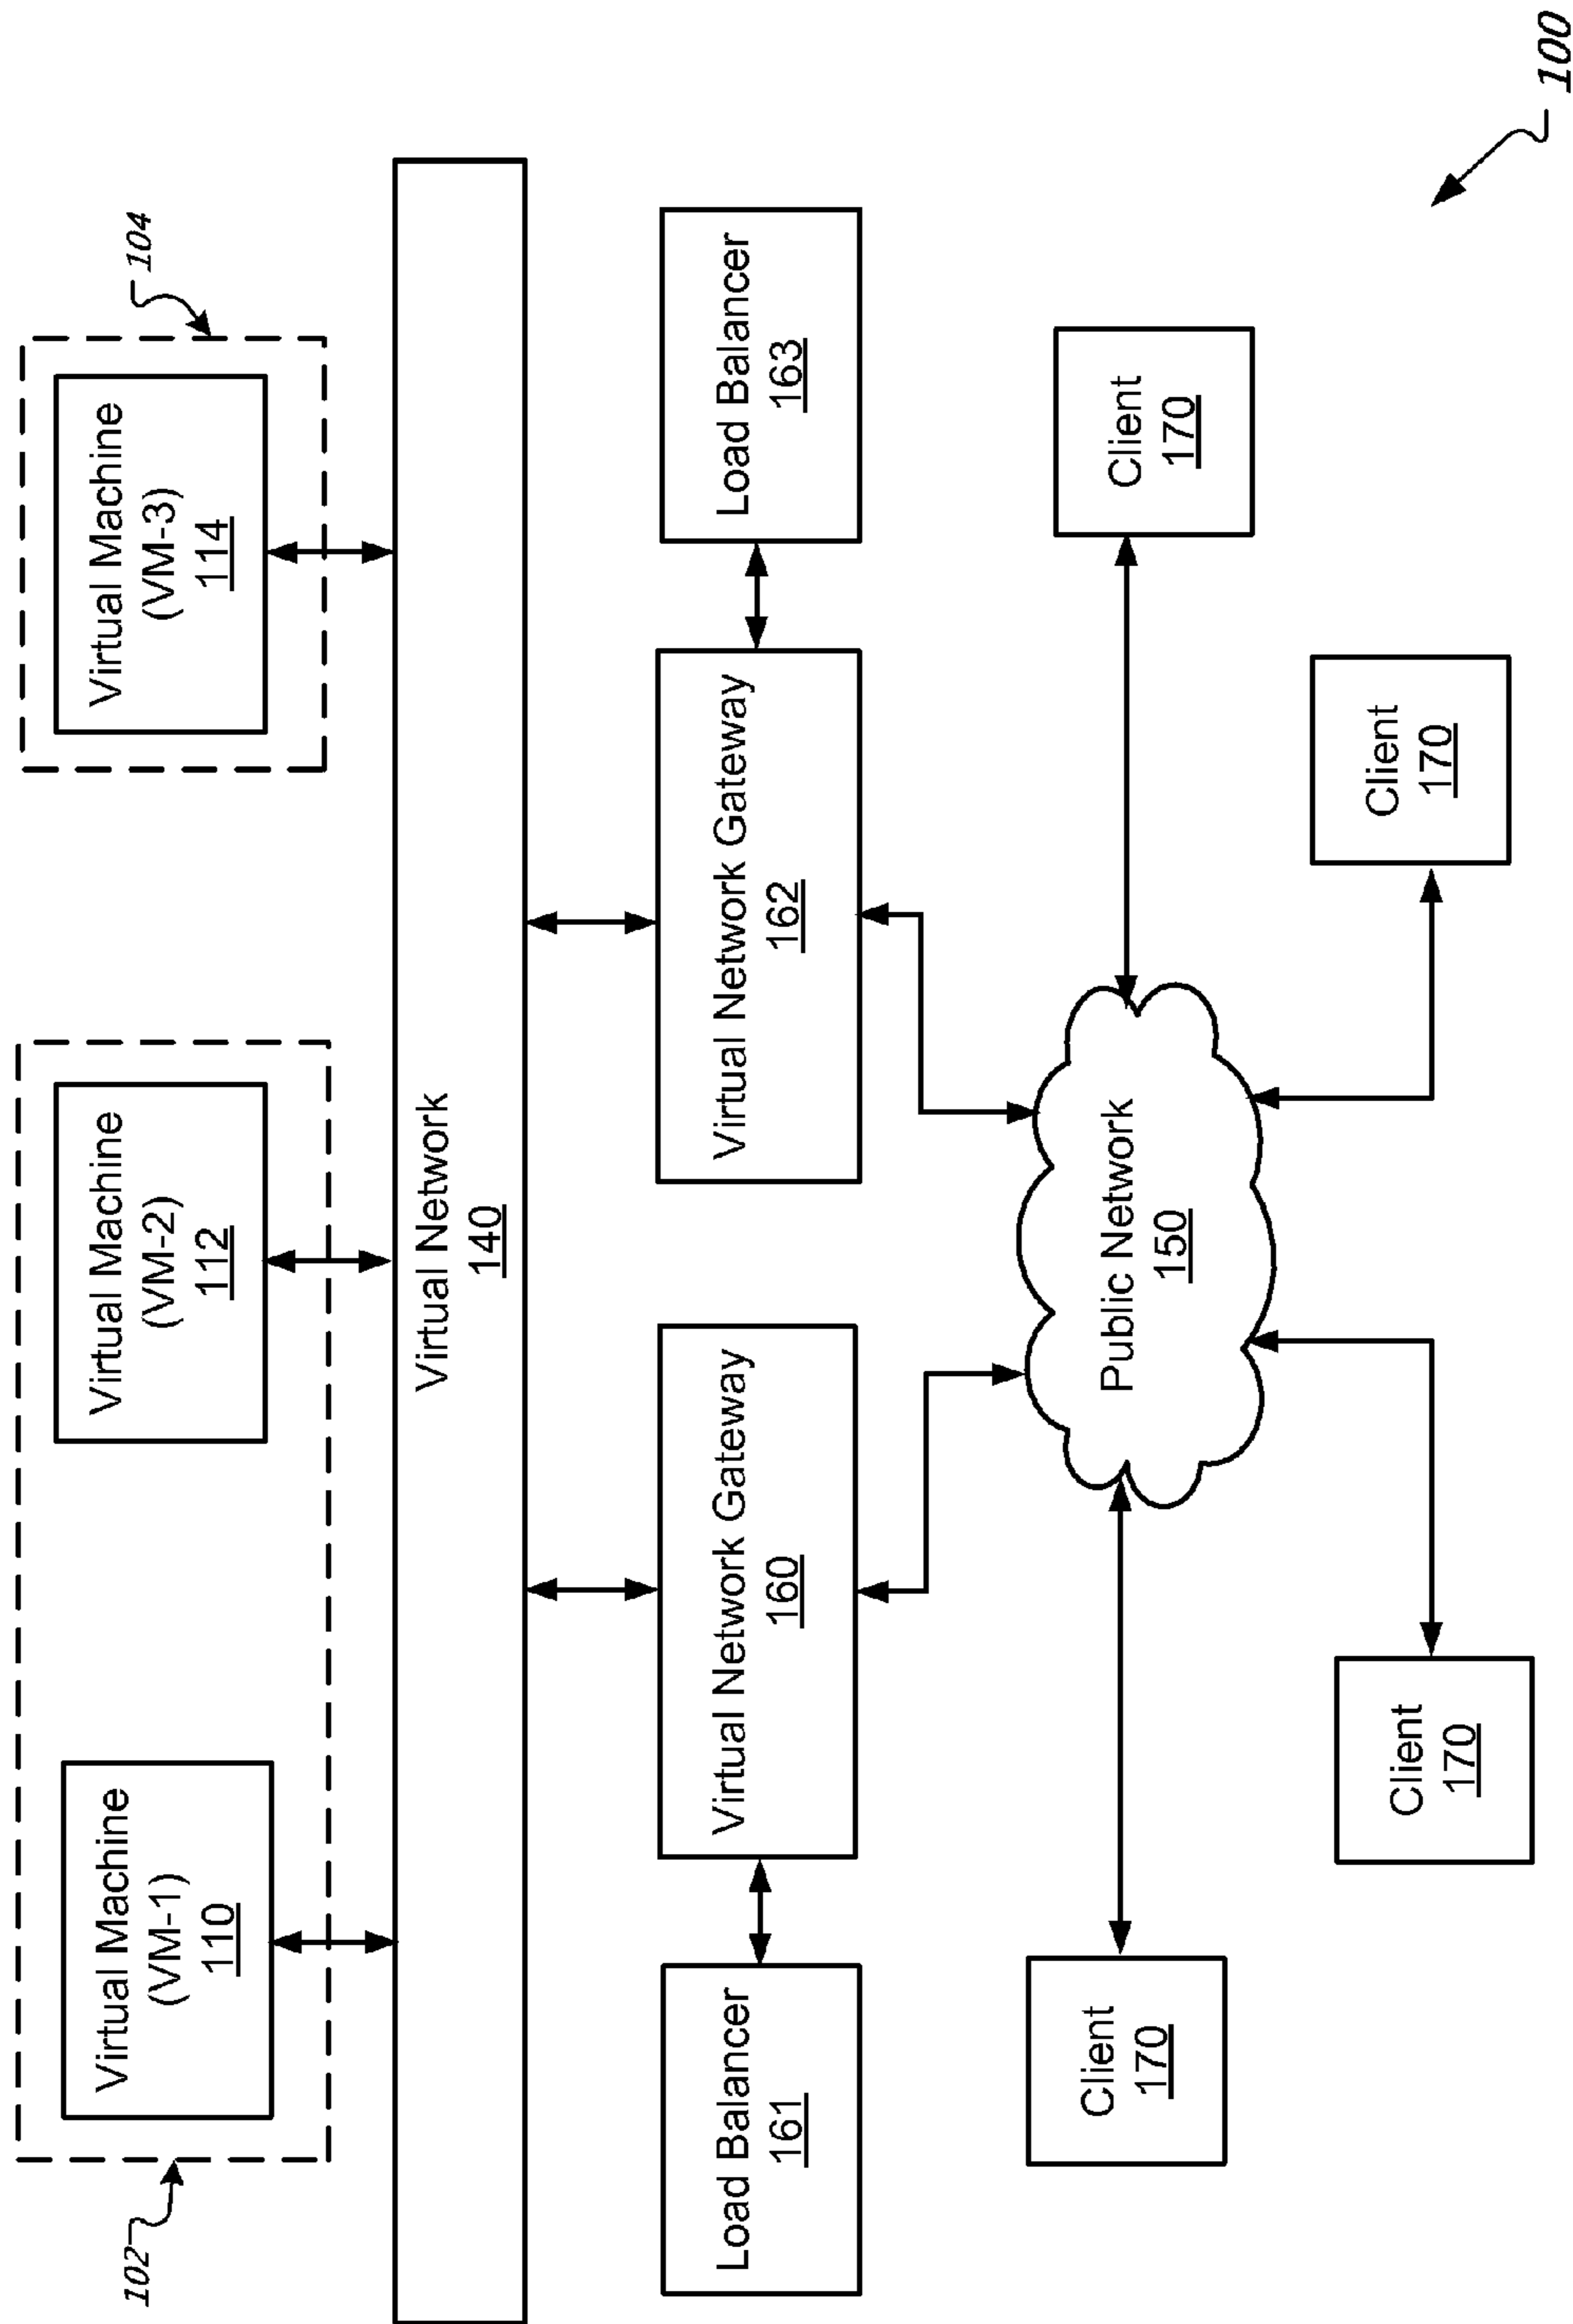 102
Virtual Machine
(VM-1)
110
Virtual Machine
(VM-2)
112
Virtual Machine
(VM-3)
114
104
Virtual Network
140
Load Balancer
161
Virtual Network Gateway
160
Virtual Network Gateway
162
Load Balancer
163
Client
170
Public Network
150
Client
170
Client
170
Client
170
100